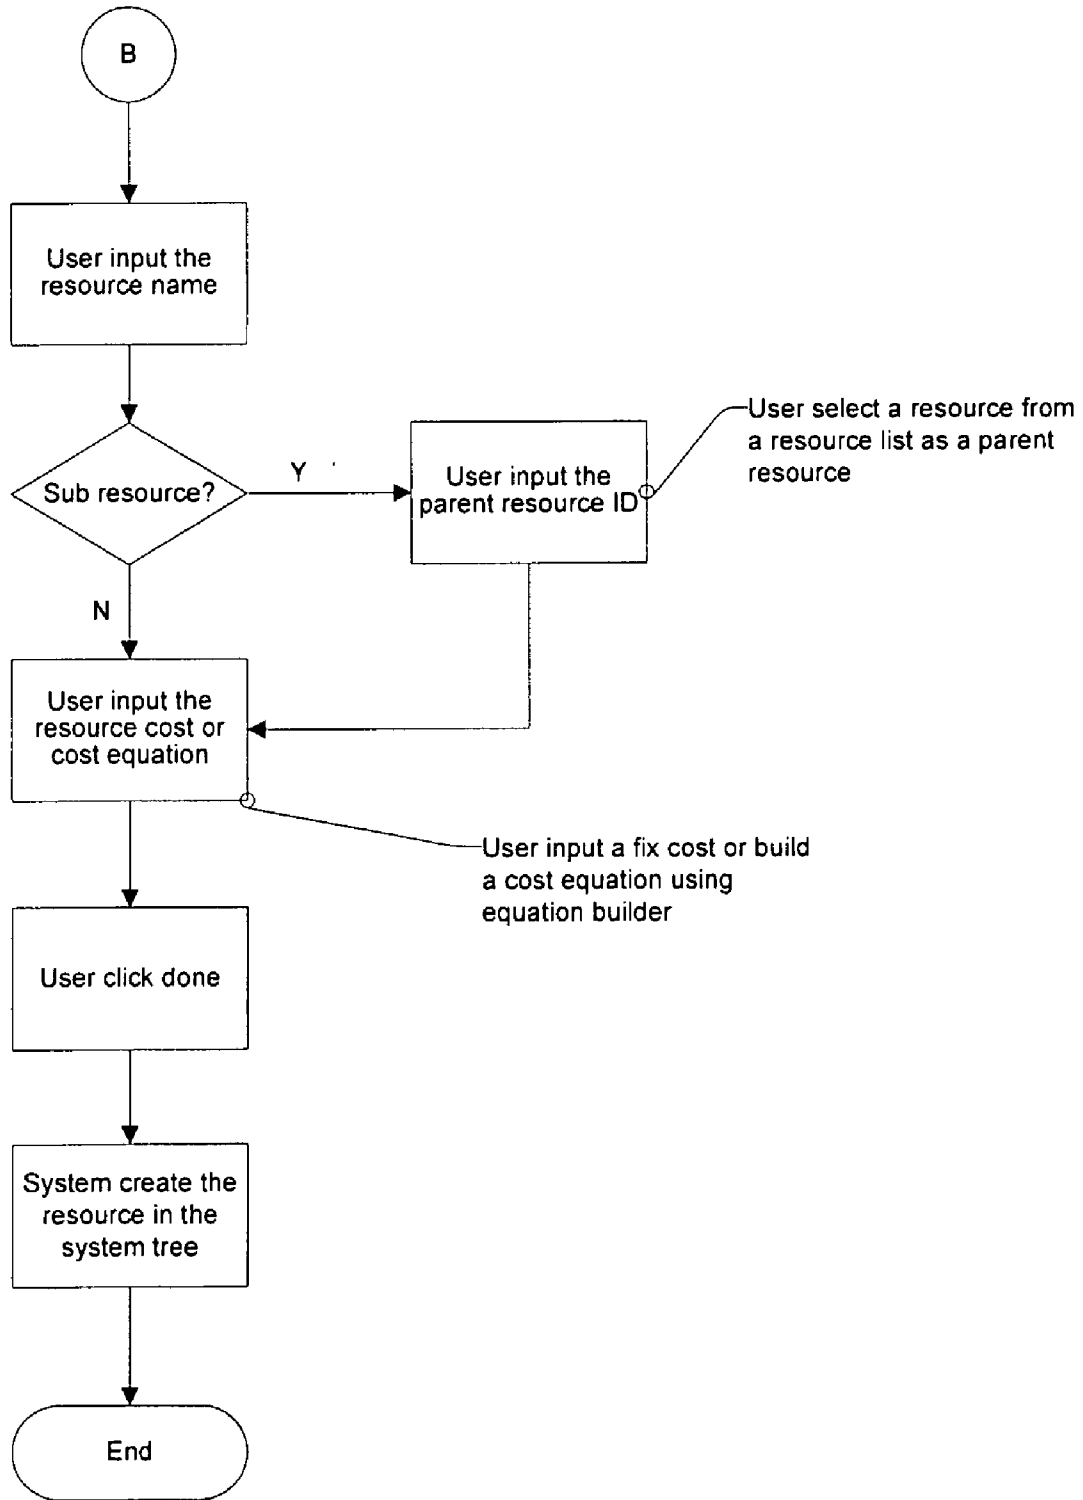 B
User input the
resource name
Sub resource?
Y
User input the
parent resource ID
User select a resource from
a resource list as a parent
resource
N
User input the
resource cost or
cost equation
User input a fix cost or build
a cost equation using
equation builder
User click done
System create the
resource in the
system tree
End